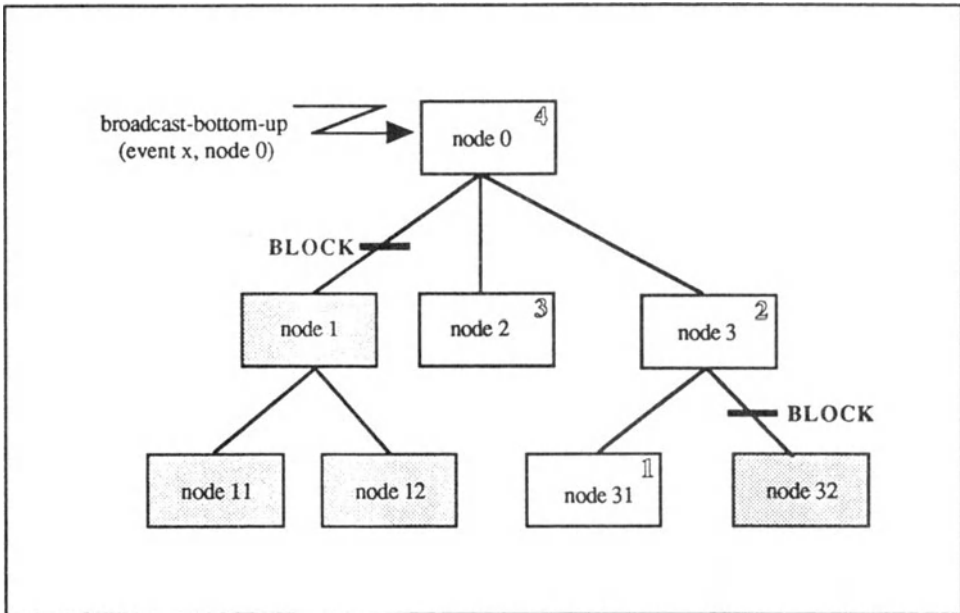 4
broadcast-bottom-up
(event x, node 0)
node 0
BLOCK
3
2
node 1
node 2
node 3
BLOCK
1
node 11
node 12
node 31
node 32